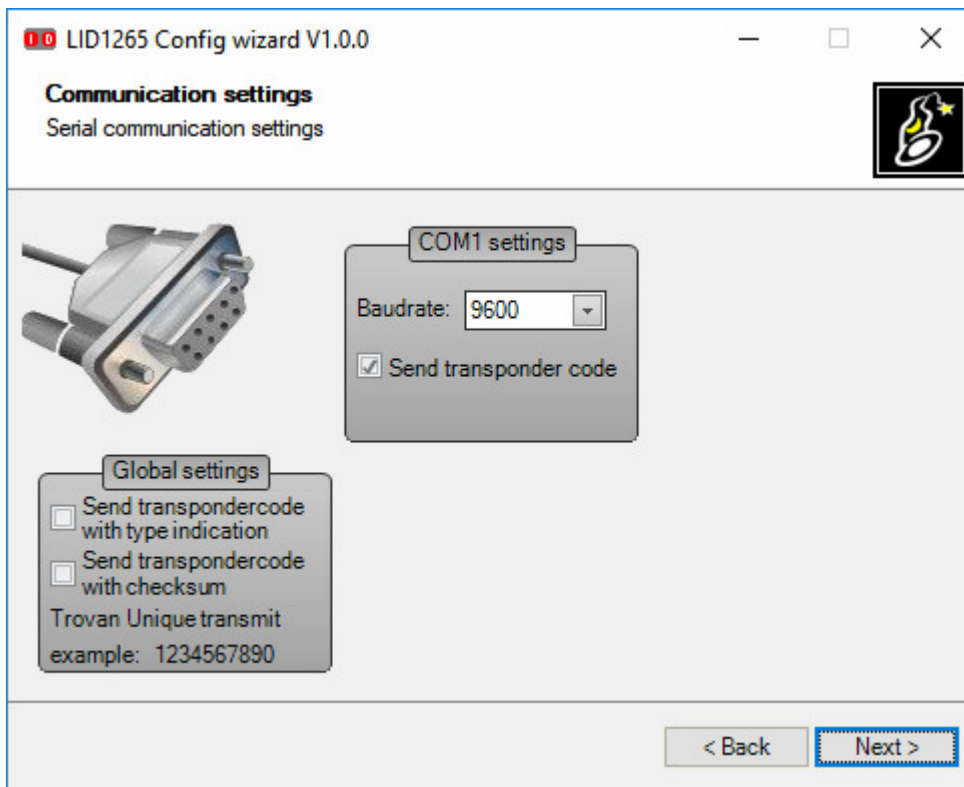 ID LID1265 Config wizard V1.0.0
Communication settings
Serial communication settings
COM1 settings
Baudrate: 9600
Send transponder code
Global settings
Send transpondercode
with type indication
Send transpondercode
with checksum
Trovan Unique transmit
example: 1234567890
< Back Next >